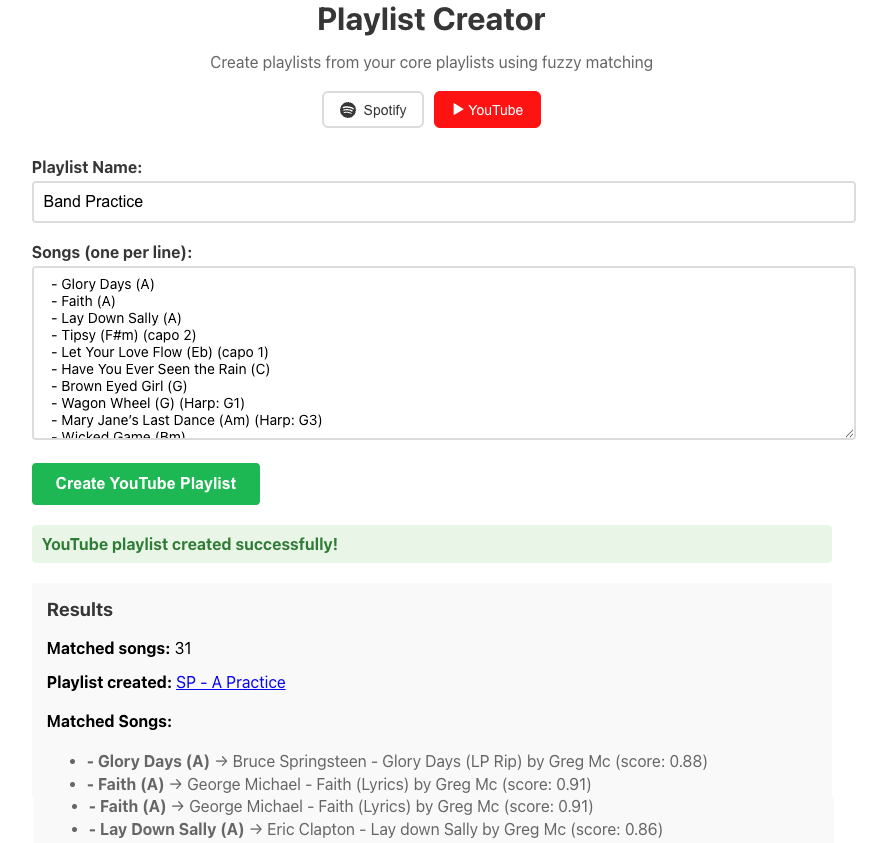 Playlist Creator
Create playlists from your core playlists using fuzzy matching
Spotify
YouTube
Playlist Name:
Band Practice
Songs (one per line):
- Glory Days (A)
- Faith (A)
- Lay Down Sally (A)
- Tipsy (F#m) (capo 2)
- Let Your Love Flow (Eb) (capo 1)
- Have You Ever Seen the Rain (C)
- Brown Eyed Girl (G)
- Wagon Wheel (G) (Harp: G1)
- Mary Jane’s Last Dance (Am) (Harp: G3)
- Wicked Game (Bm)
Create YouTube Playlist
YouTube playlist created successfully!
Results
Matched songs: 31
Playlist created: SP - A Practice
Matched Songs:
• - Glory Days (A) → Bruce Springsteen - Glory Days (LP Rip) by Greg Mc (score: 0.88)
• - Faith (A) → George Michael - Faith (Lyrics) by Greg Mc (score: 0.91)
• - Faith (A) → George Michael - Faith (Lyrics) by Greg Mc (score: 0.91)
• - Lay Down Sally (A) → Eric Clapton - Lay down Sally by Greg Mc (score: 0.86)